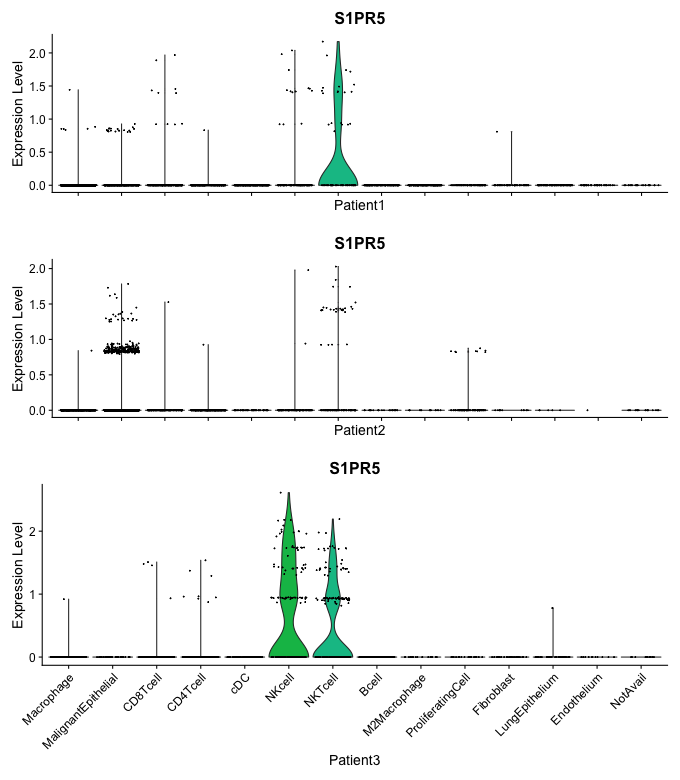 S1PR5
Expression Level
2.0
1.5
1.0
0.5
0.0
Patient1
S1PR5
Expression Level
2.0
1.5
1.0
0.5
0.0
Patient2
S1PR5
Expression Level
2
1
0
Macrophage
MalignantEpithelial
CD8Tcell
CD4Tcell
cDC
NKcell
NKTcell
Bcell
M2Macrophage
ProliferatingCell
Fibroblast
LungEpithelium
Endothelium
NotAvail
Patient3